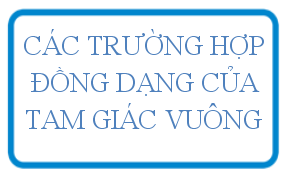 CÁC TRƯỜNG HỢP
ĐỒNG DẠNG CỦA
TAM GIÁC VUÔNG